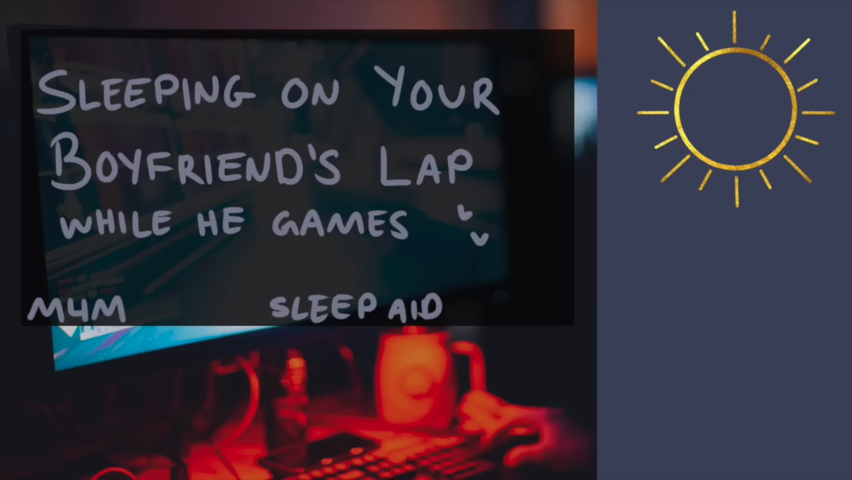 Sleeping on Your
Boyfriend's Lap
while he games
M4M
sleep aid